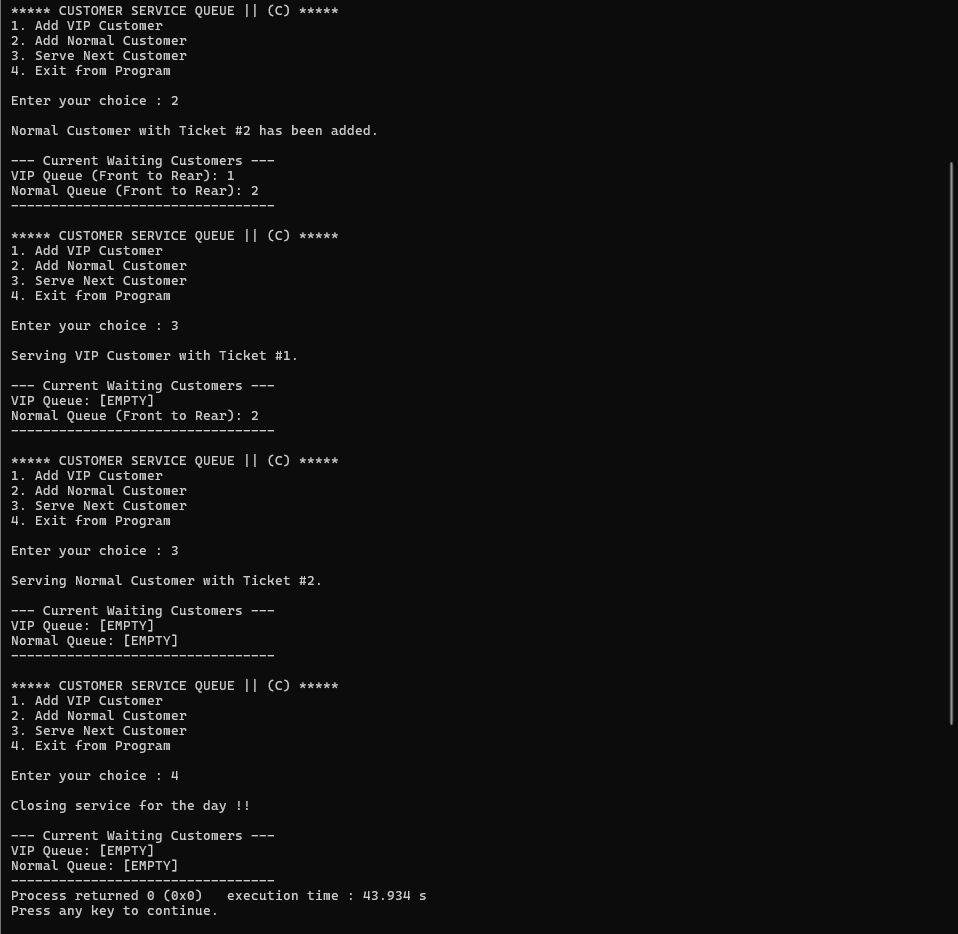 ***** CUSTOMER SERVICE QUEUE || (C) *****
1. Add VIP Customer
2. Add Normal Customer
3. Serve Next Customer
4. Exit from Program
Enter your choice : 2
Normal Customer with Ticket #2 has been added.
--- Current Waiting Customers ---
VIP Queue (Front to Rear): 1
Normal Queue (Front to Rear): 2
---------------------------------
***** CUSTOMER SERVICE QUEUE || (C) *****
1. Add VIP Customer
2. Add Normal Customer
3. Serve Next Customer
4. Exit from Program
Enter your choice : 3
Serving VIP Customer with Ticket #1.
--- Current Waiting Customers ---
VIP Queue: [EMPTY]
Normal Queue (Front to Rear): 2
---------------------------------
***** CUSTOMER SERVICE QUEUE || (C) *****
1. Add VIP Customer
2. Add Normal Customer
3. Serve Next Customer
4. Exit from Program
Enter your choice : 3
Serving Normal Customer with Ticket #2.
--- Current Waiting Customers ---
VIP Queue: [EMPTY]
Normal Queue: [EMPTY]
---------------------------------
***** CUSTOMER SERVICE QUEUE || (C) *****
1. Add VIP Customer
2. Add Normal Customer
3. Serve Next Customer
4. Exit from Program
Enter your choice : 4
Closing service for the day !!
--- Current Waiting Customers ---
VIP Queue: [EMPTY]
Normal Queue: [EMPTY]
---------------------------------
Process returned 0 (0x0)   execution time : 43.934 s
Press any key to continue.